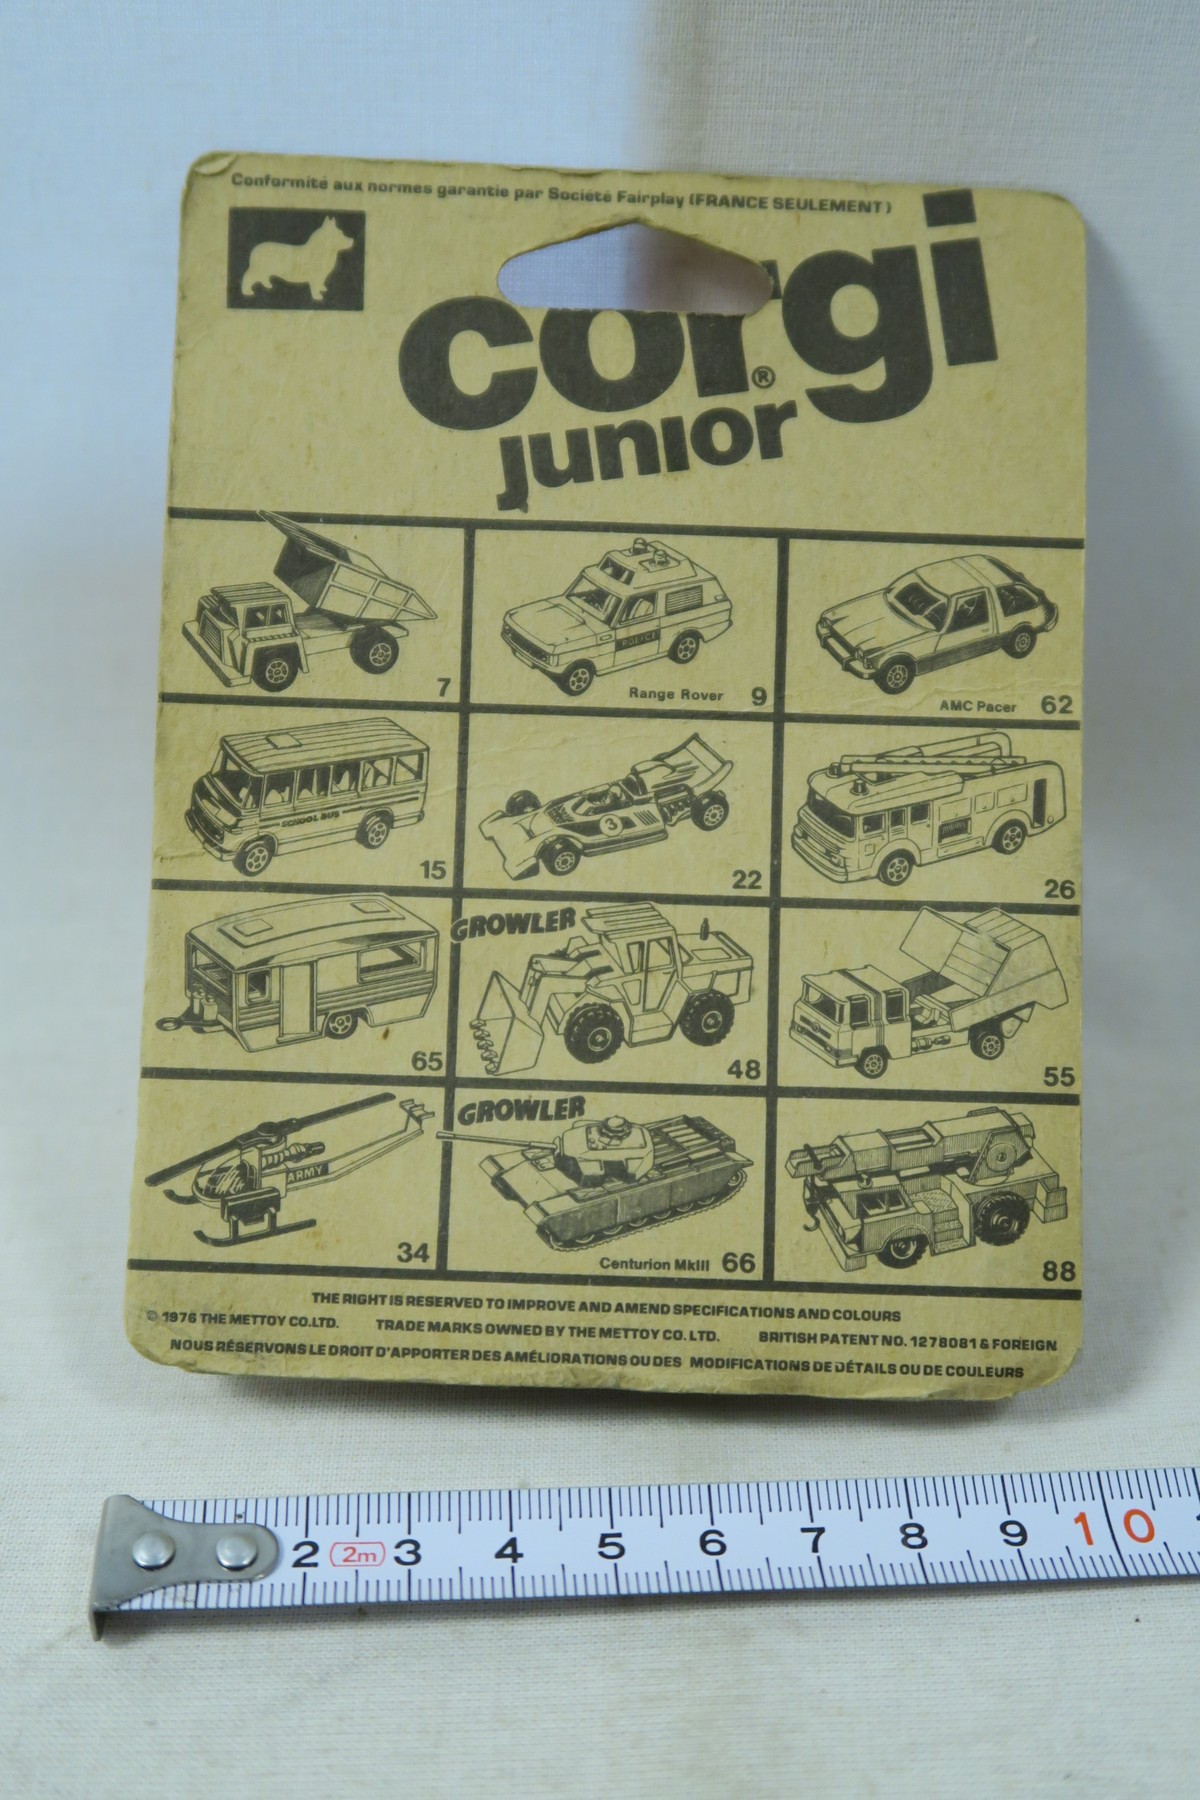 Conformité aux normes garantie par Société Fairplay (FRANCE SEULEMENT)
corgi®
junior
7
POLICE
Range Rover 9
AMC Pacer 62
SCHOOL BUS
15
3
22
26
65
GROWLER
48
55
ARMY
34
GROWLER
Centurion MkIII 66
88
THE RIGHT IS RESERVED TO IMPROVE AND AMEND SPECIFICATIONS AND COLOURS
© 1976 THE METTOY CO. LTD. TRADE MARKS OWNED BY THE METTOY CO. LTD. BRITISH PATENT NO. 1278081 & FOREIGN
NOUS RÉSERVONS LE DROIT D'APPORTER DES AMÉLIORATIONS OU DES MODIFICATIONS DE DÉTAILS OU DE COULEURS
2 2m 3 4 5 6 7 8 9 10